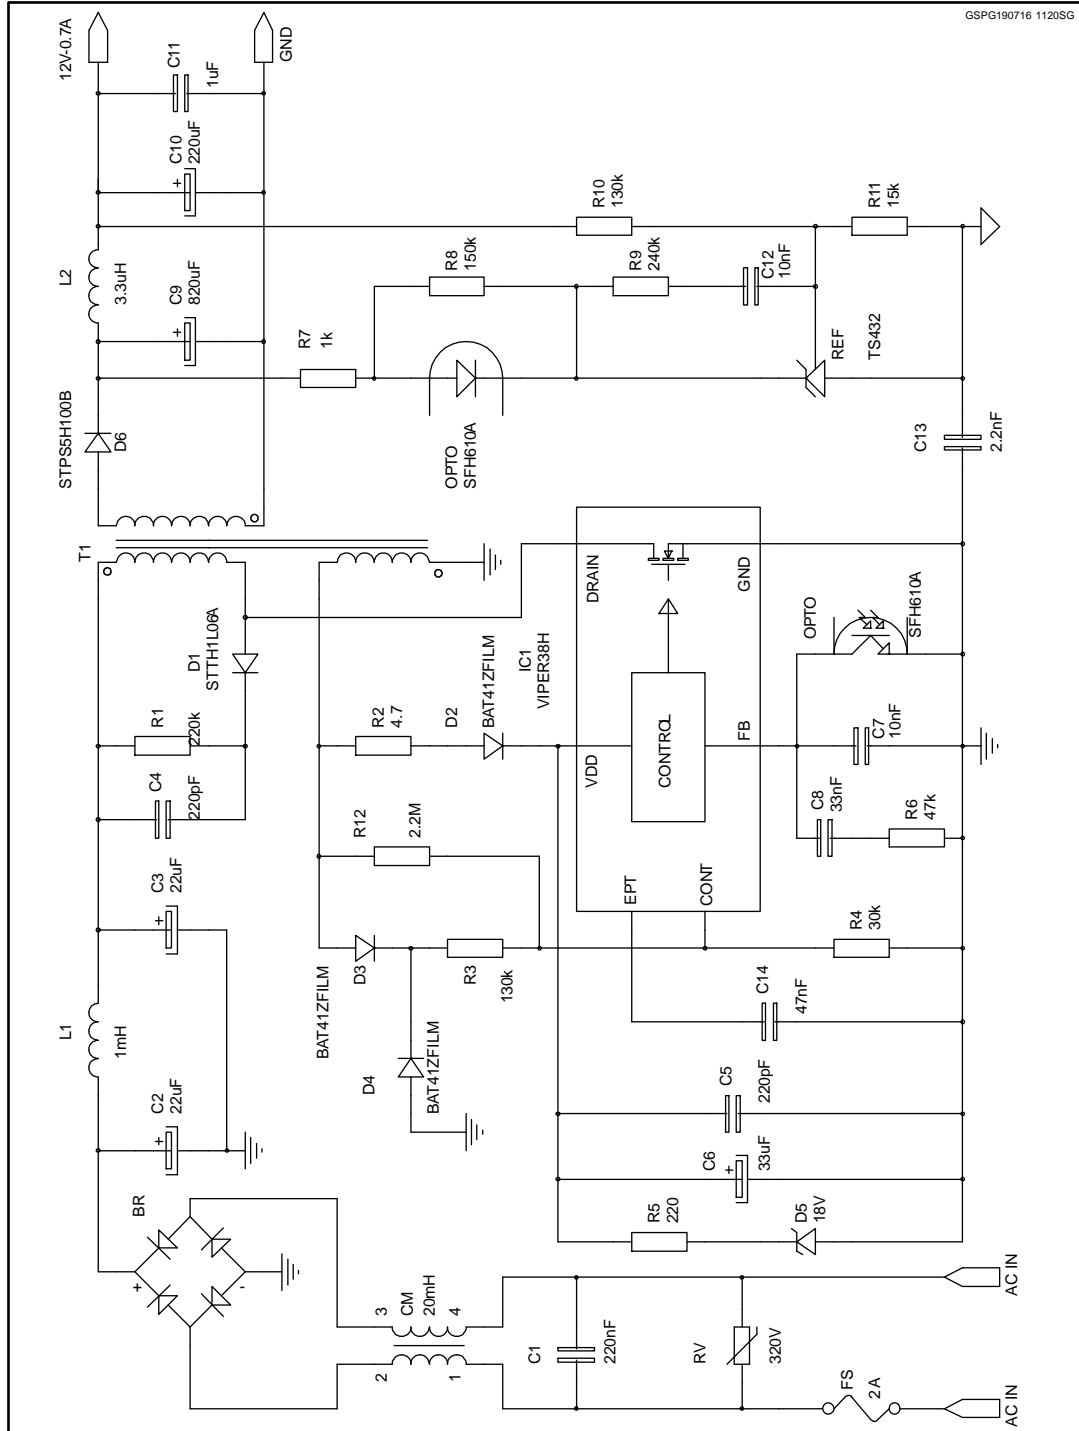 GSPG190716 1120SG
AC IN
AC IN
FS
2 A
RV
320V
C1
220nF
CM
20mH
1
2
3
4
BR
+
-
C2
22uF
+
L1
1mH
C3
22uF
+
C4
220pF
R1
220k
D1
STTH1L06A
T1
D6
STPS5H100B
C9
820uF
+
L2
3.3uH
C10
220uF
+
C11
1uF
12V-0.7A
GND
R5
220
D5
18V
C6
33uF
+
C5
220pF
D4
BAT41ZFILM
D3
BAT41ZFILM
R3
130k
R12
2.2M
R2
4.7
D2
BAT41ZFILM
IC1
VIPER38H
C14
47nF
R4
30k
EPT
CONT
VDD
CONTROL
FB
DRAIN
GND
C8
33nF
R6
47k
C7
10nF
OPTO
SFH610A
OPTO
SFH610A
C13
2.2nF
R7
1k
R8
150k
R9
240k
C12
10nF
REF
TS432
R10
130k
R11
15k